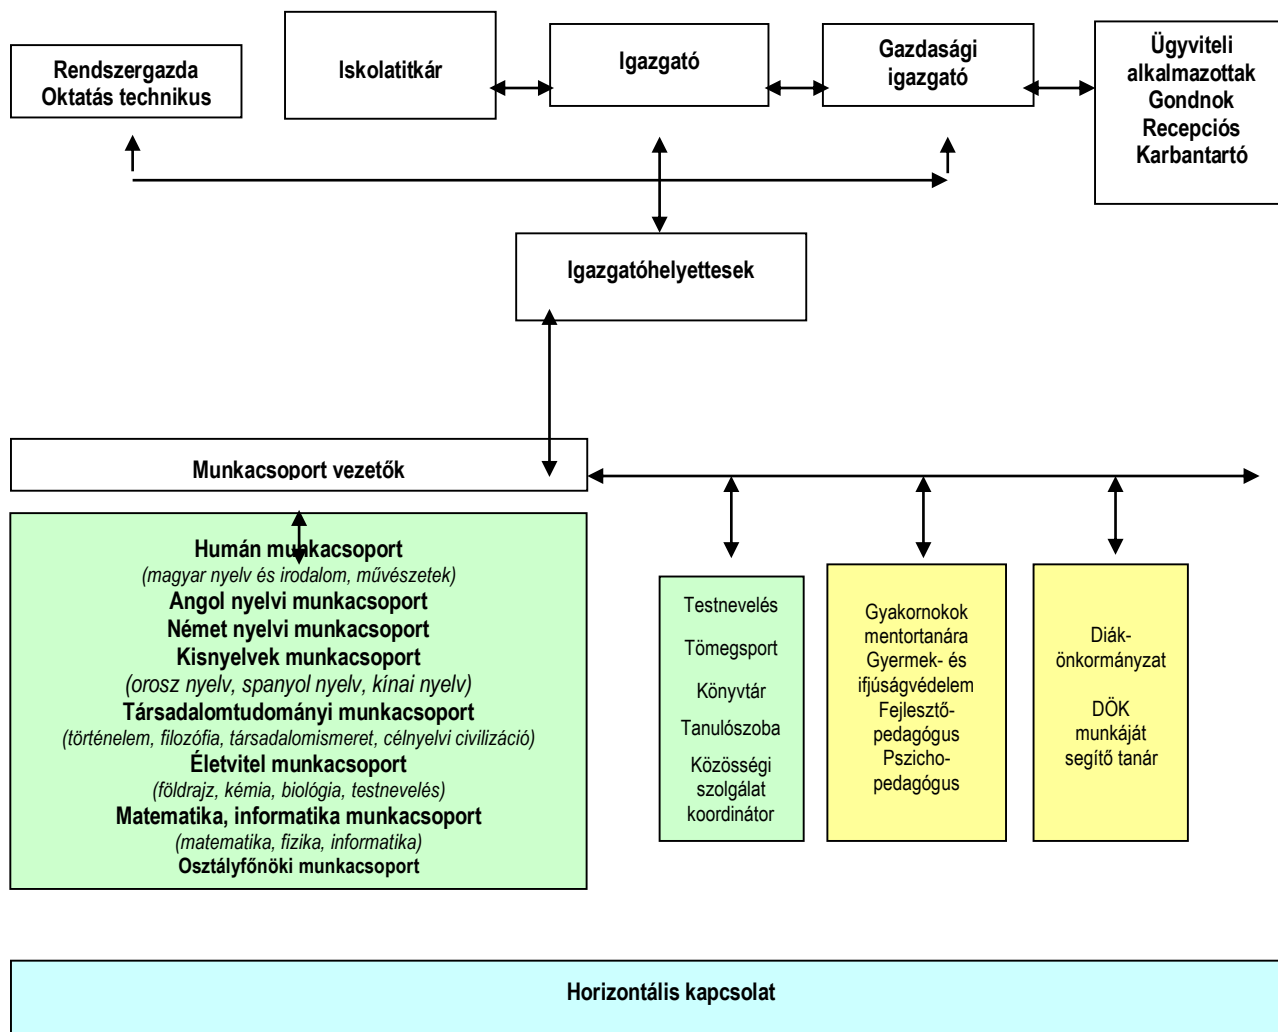 Rendszergazda
Oktatás technikus
Iskolatitkár
Igazgató
Gazdasági
igazgató
Ügyviteli
alkalmazottak
Gondnok
Recepciós
Karbantartó
Igazgatóhelyettesek
Munkacsoport vezetők
Humán munkacsoport
(magyar nyelv és irodalom, művészetek)
Angol nyelvi munkacsoport
Német nyelvi munkacsoport
Kisnyelvek munkacsoport
(orosz nyelv, spanyol nyelv, kínai nyelv)
Társadalomtudományi munkacsoport
(történelem, filozófia, társadalomismeret, célnyelvi civilizáció)
Életvitel munkacsoport
(földrajz, kémia, biológia, testnevelés)
Matematika, informatika munkacsoport
(matematika, fizika, informatika)
Osztályfőnöki munkacsoport
Testnevelés
Tömegsport
Könyvtár
Tanulószoba
Közösségi
szolgálat
koordinátor
Gyakornokok
mentortanára
Gyermek- és
ifjúságvédelem
Fejlesztő-
pedagógus
Pszicho-
pedagógus
Diák-
önkormányzat
DÖK
munkáját
segítő tanár
Horizontális kapcsolat